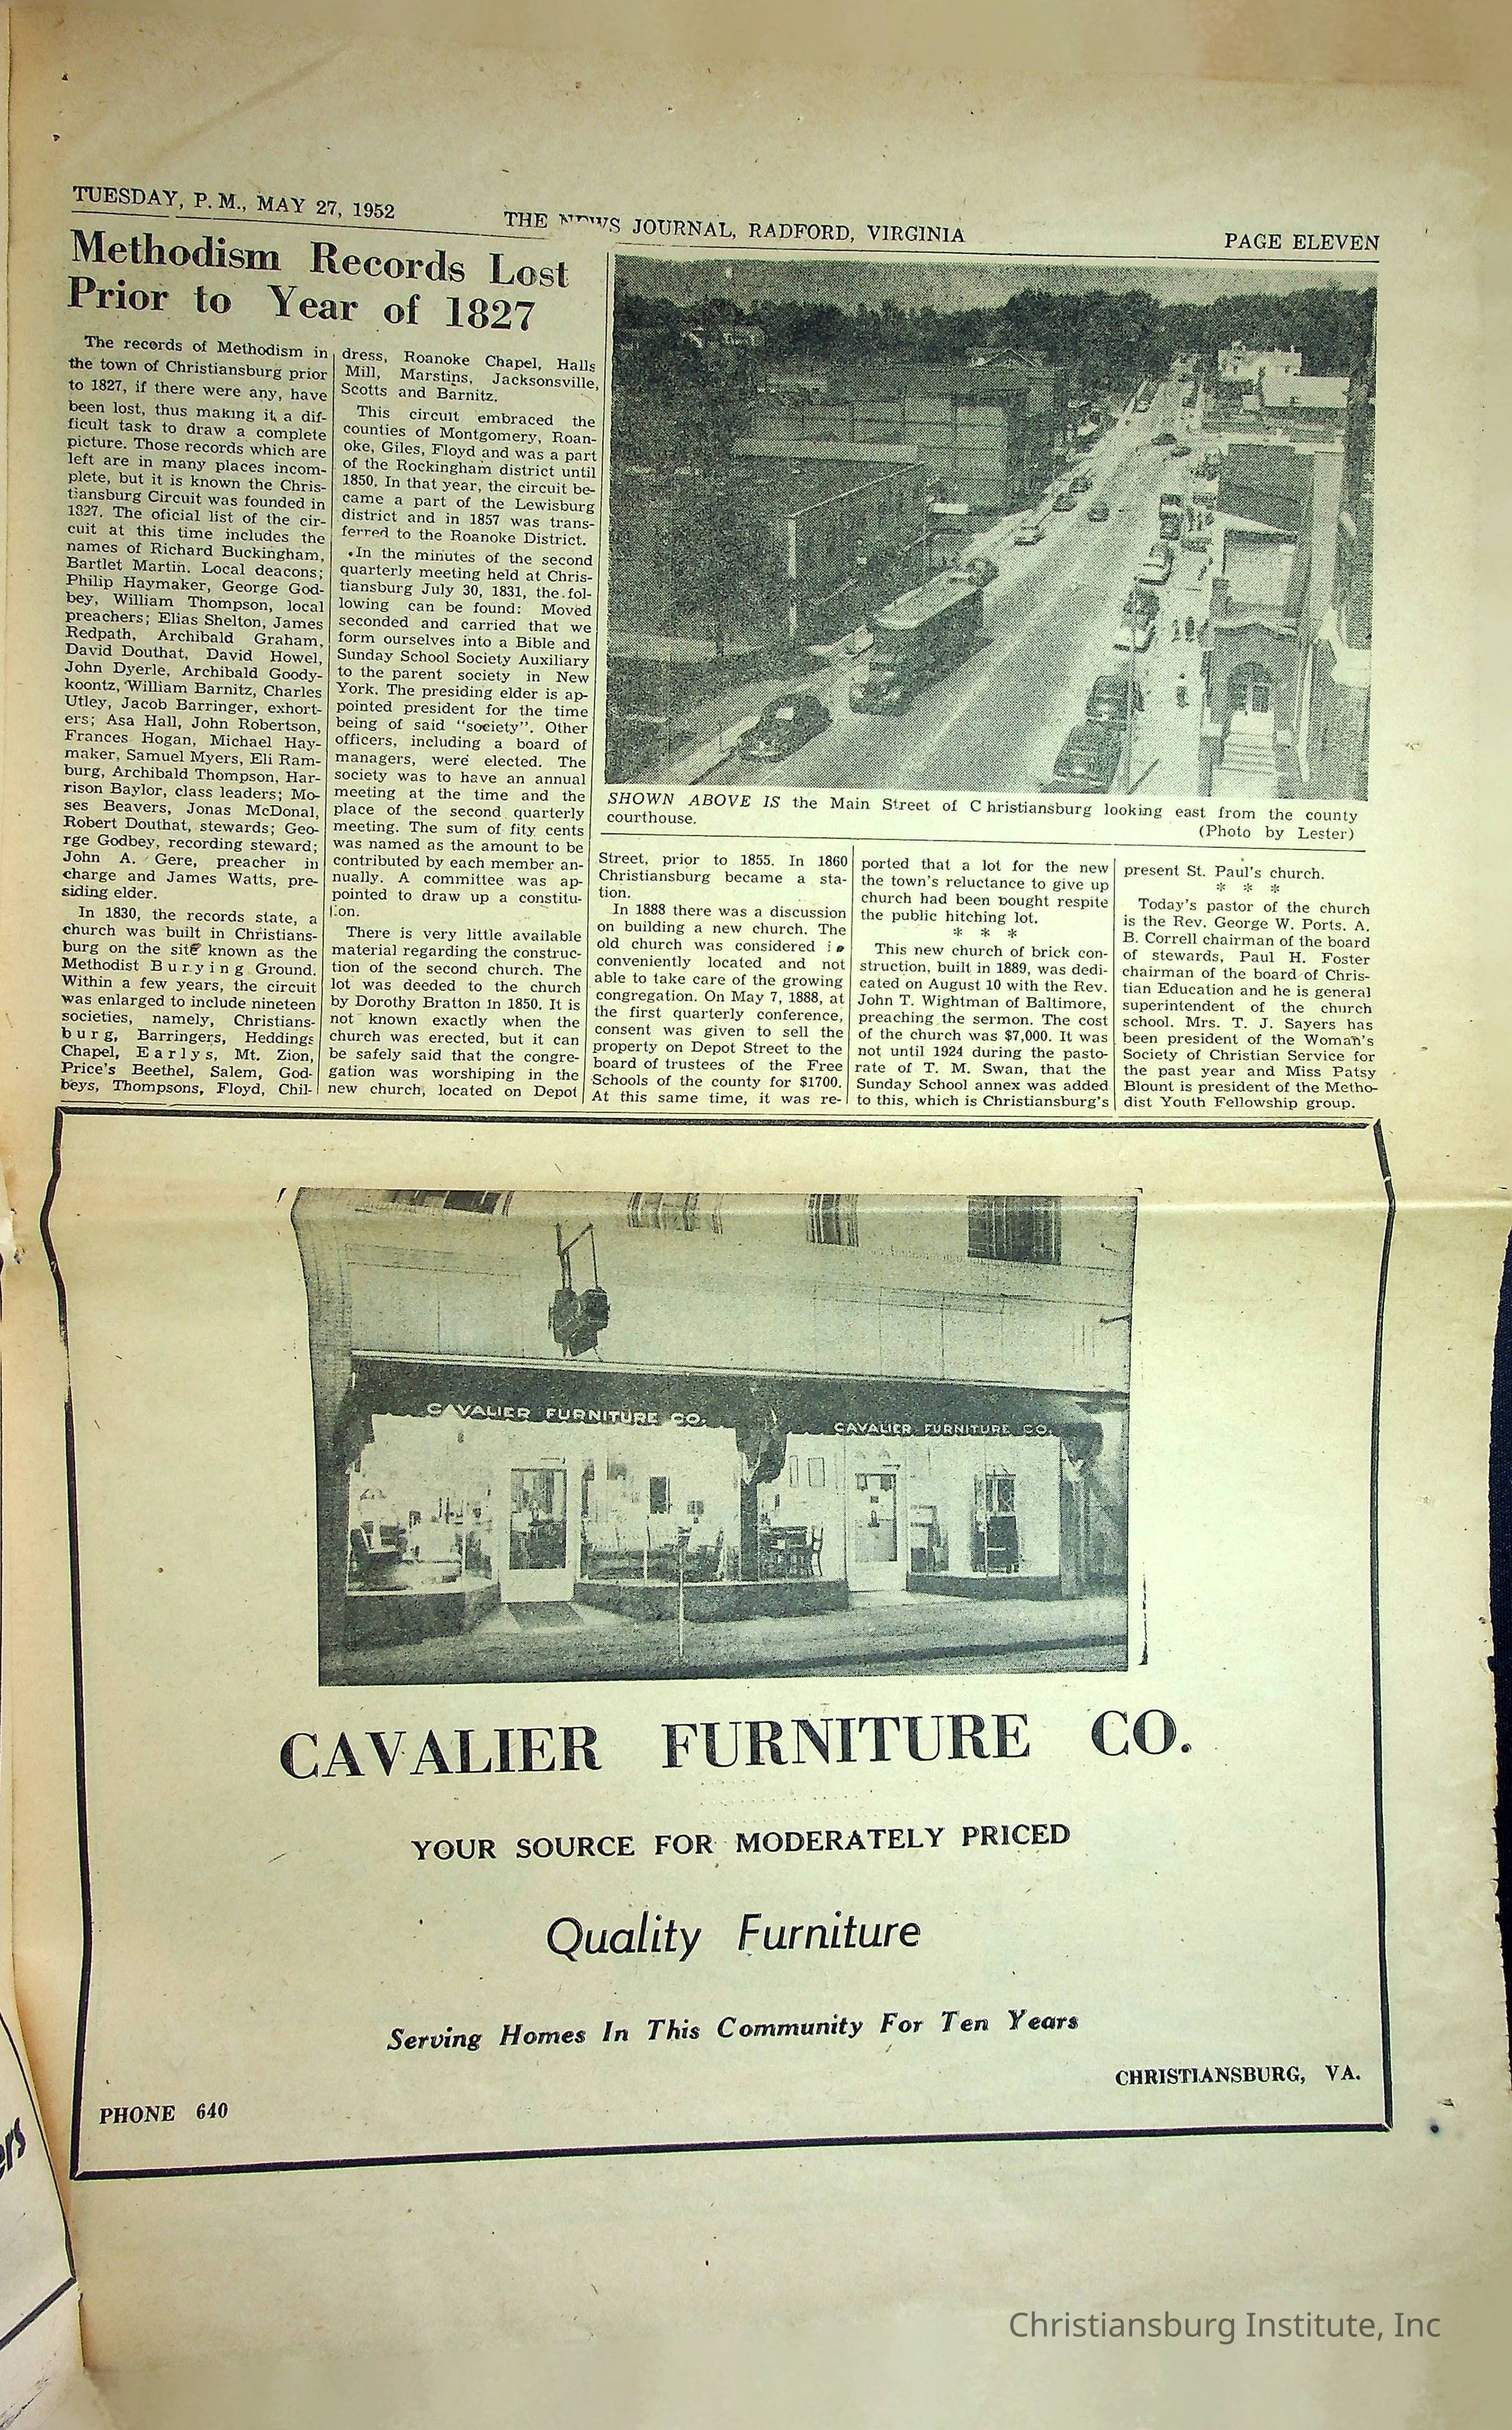 TUESDAY, P. M., MAY 27, 1952
THE NEWS JOURNAL, RADFORD, VIRGINIA
PAGE ELEVEN
Methodism Records Lost
Prior to Year of 1827
The records of Methodism in
the town of Christiansburg prior
to 1827, if there were any, have
been lost, thus making it a dif-
ficult task to draw a complete
picture. Those records which are
left are in many places incom-
plete, but it is known the Chris-
tiansburg Circuit was founded in
1827. The oficial list of the cir-
cuit at this time includes the
names of Richard Buckingham,
Bartlet Martin. Local deacons;
Philip Haymaker, George God-
bey, William Thompson, local
preachers; Elias Shelton, James
Redpath, Archibald Graham,
David Douthat, David Howel,
John Dyerle, Archibald Goody-
koontz, William Barnitz, Charles
Utley, Jacob Barringer, exhort-
ers; Asa Hall, John Robertson,
Frances Hogan, Michael Hay-
maker, Samuel Myers, Eli Ram-
burg, Archibald Thompson, Har-
rison Baylor, class leaders; Mo-
ses Beavers, Jonas McDonal,
Robert Douthat, stewards; Geo-
rge Godbey, recording steward;
John A. Gere, preacher in
charge and James Watts, pre-
siding elder.
In 1830, the records state, a
church was built in Christians-
burg on the site known as the
Methodist Burying Ground.
Within a few years, the circuit
was enlarged to include nineteen
societies, namely, Christians-
burg, Barringers, Heddings
Chapel, Earlys, Mt. Zion,
Price's Beethel, Salem, God-
beys, Thompsons, Floyd, Chil-
dress, Roanoke Chapel, Halls
Mill, Marstins, Jacksonsville,
Scotts and Barnitz.
This circuit embraced the
counties of Montgomery, Roan-
oke, Giles, Floyd and was a part
of the Rockingham district until
1850. In that year, the circuit be-
came a part of the Lewisburg
district and in 1857 was trans-
ferred to the Roanoke District.
In the minutes of the second
quarterly meeting held at Chris-
tiansburg July 30, 1831, the fol-
lowing can be found: Moved
seconded and carried that we
form ourselves into a Bible and
Sunday School Society Auxiliary
to the parent society in New
York. The presiding elder is ap-
pointed president for the time
being of said "society". Other
officers, including a board of
managers, were elected. The
society was to have an annual
meeting at the time and the
place of the second quarterly
meeting. The sum of fity cents
was named as the amount to be
contributed by each member an-
nually. A committee was ap-
pointed to draw up a constitu-
tion.
There is very little available
material regarding the construc-
tion of the second church. The
lot was deeded to the church
by Dorothy Bratton in 1850. It is
not known exactly when the
church was erected, but it can
be safely said that the congre-
gation was worshiping in the
new church, located on Depot
SHOWN ABOVE IS the Main Street of Christiansburg looking east from the county
courthouse.
(Photo by Lester)
Street, prior to 1855. In 1860
Christiansburg became a sta-
tion.
In 1888 there was a discussion
on building a new church. The
old church was considered
conveniently located and not
able to take care of the growing
congregation. On May 7, 1888, at
the first quarterly conference,
consent was given to sell the
property on Depot Street to the
board of trustees of the Free
Schools of the county for $1700.
At this same time, it was re-
ported that a lot for the new
the town's reluctance to give up
church had been bought respite
the public hitching lot.
* * *
This new church of brick con-
struction, built in 1889, was dedi-
cated on August 10 with the Rev.
John T. Wightman of Baltimore,
preaching the sermon. The cost
of the church was $7,000. It was
not until 1924 during the pasto-
rate of T. M. Swan, that the
Sunday School annex was added
to this, which is Christiansburg's
present St. Paul's church.
* * *
Today's pastor of the church
is the Rev. George W. Ports. A.
B. Correll chairman of the board
of stewards, Paul H. Foster
chairman of the board of Chris-
tian Education and he is general
superintendent of the church
school. Mrs. T. J. Sayers has
been president of the Woman's
Society of Christian Service for
the past year and Miss Patsy
Blount is president of the Metho-
dist Youth Fellowship group.
CAVALIER FURNITURE CO.
CAVALIER FURNITURE CO.
CAVALIER FURNITURE CO.
YOUR SOURCE FOR MODERATELY PRICED
Quality Furniture
Serving Homes In This Community For Ten Years
CHRISTIANSBURG, VA.
PHONE 640
ers
Christiansburg Institute, Inc